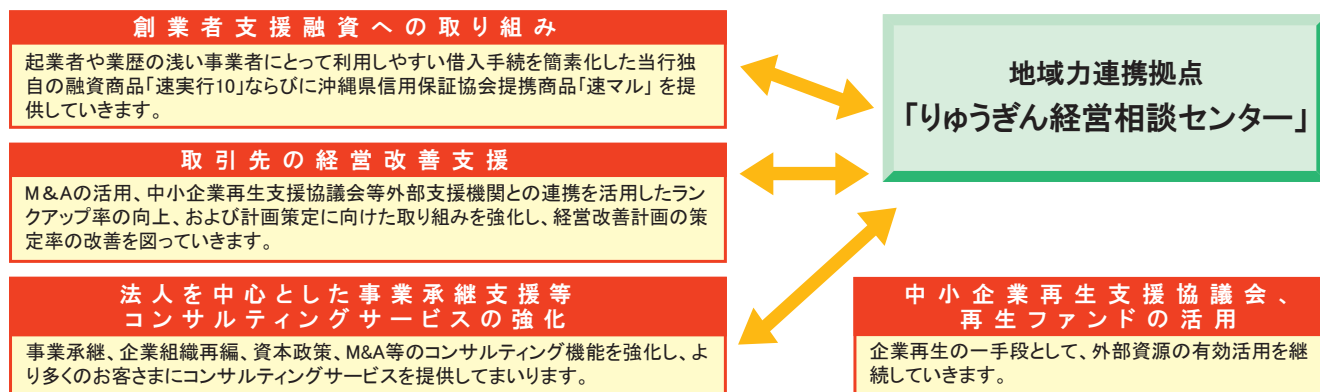 創業者支援融資への取り組み
起業者や業歴の浅い事業者にとって利用しやすい借入手続を簡素化した当行独
自の融資商品「速実行10」ならびに沖縄県信用保証協会提携商品「速マル」を提
供していきます。
取引先の経営改善支援
M&Aの活用、中小企業再生支援協議会等外部支援機関との連携を活用したラン
クアップ率の向上、および計画策定に向けた取り組みを強化し、経営改善計画の策
定率の改善を図っていきます。
法人を中心とした事業承継支援等
コンサルティングサービスの強化
事業承継、企業組織再編、資本政策、M&A等のコンサルティング機能を強化し、よ
り多くのお客さまにコンサルティングサービスを提供してまいります。
地域力連携拠点
「りゅうぎん経営相談センター」
中小企業再生支援協議会、
再生ファンドの活用
企業再生の一手段として、外部資源の有効活用を継
続していきます。